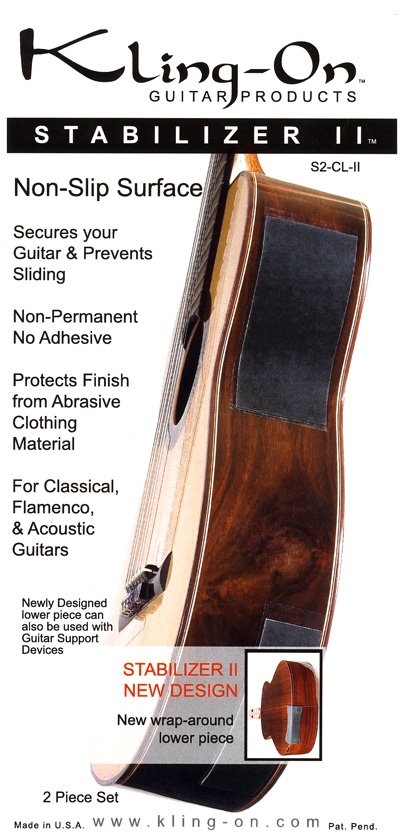 Kling-On™
GUITAR PRODUCTS
STABILIZER II™
S2-CL-II
Non-Slip Surface
Secures your
Guitar & Prevents
Sliding
Non-Permanent
No Adhesive
Protects Finish
from Abrasive
Clothing
Material
For Classical,
Flamenco,
& Acoustic
Guitars
Newly Designed
lower piece can
also be used with
Guitar Support
Devices
STABILIZER II
NEW DESIGN
New wrap-around
lower piece
2 Piece Set
Made in U.S.A. www.kling-on.com Pat. Pend.